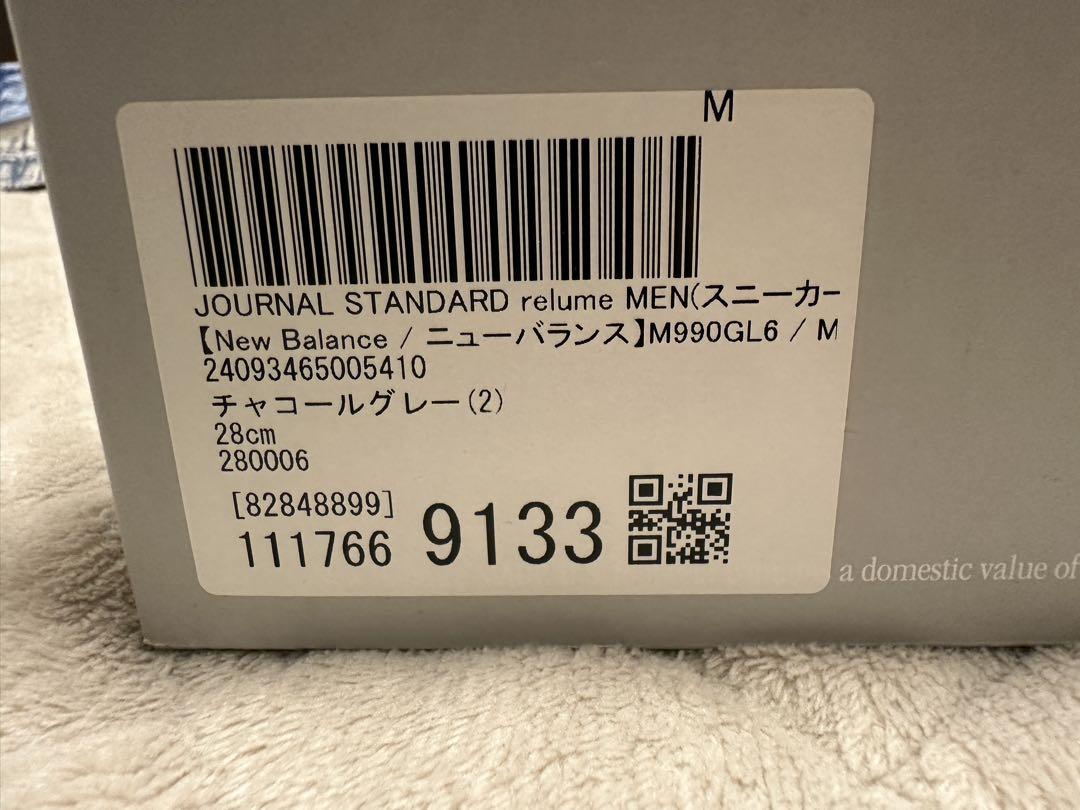 M
JOURNAL STANDARD relume MEN(スニーカー
【New Balance / ニューバランス】M990GL6 / M
24093465005410
チャコールグレー(2)
28cm
280006
[82848899]
111766 9133
a domestic value of